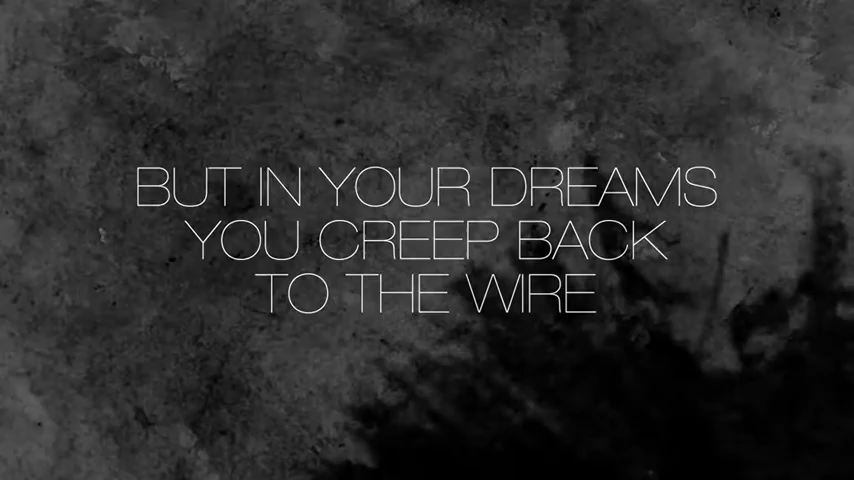 BUT IN YOUR DREAMS
YOU CREEP BACK
TO THE WIRE